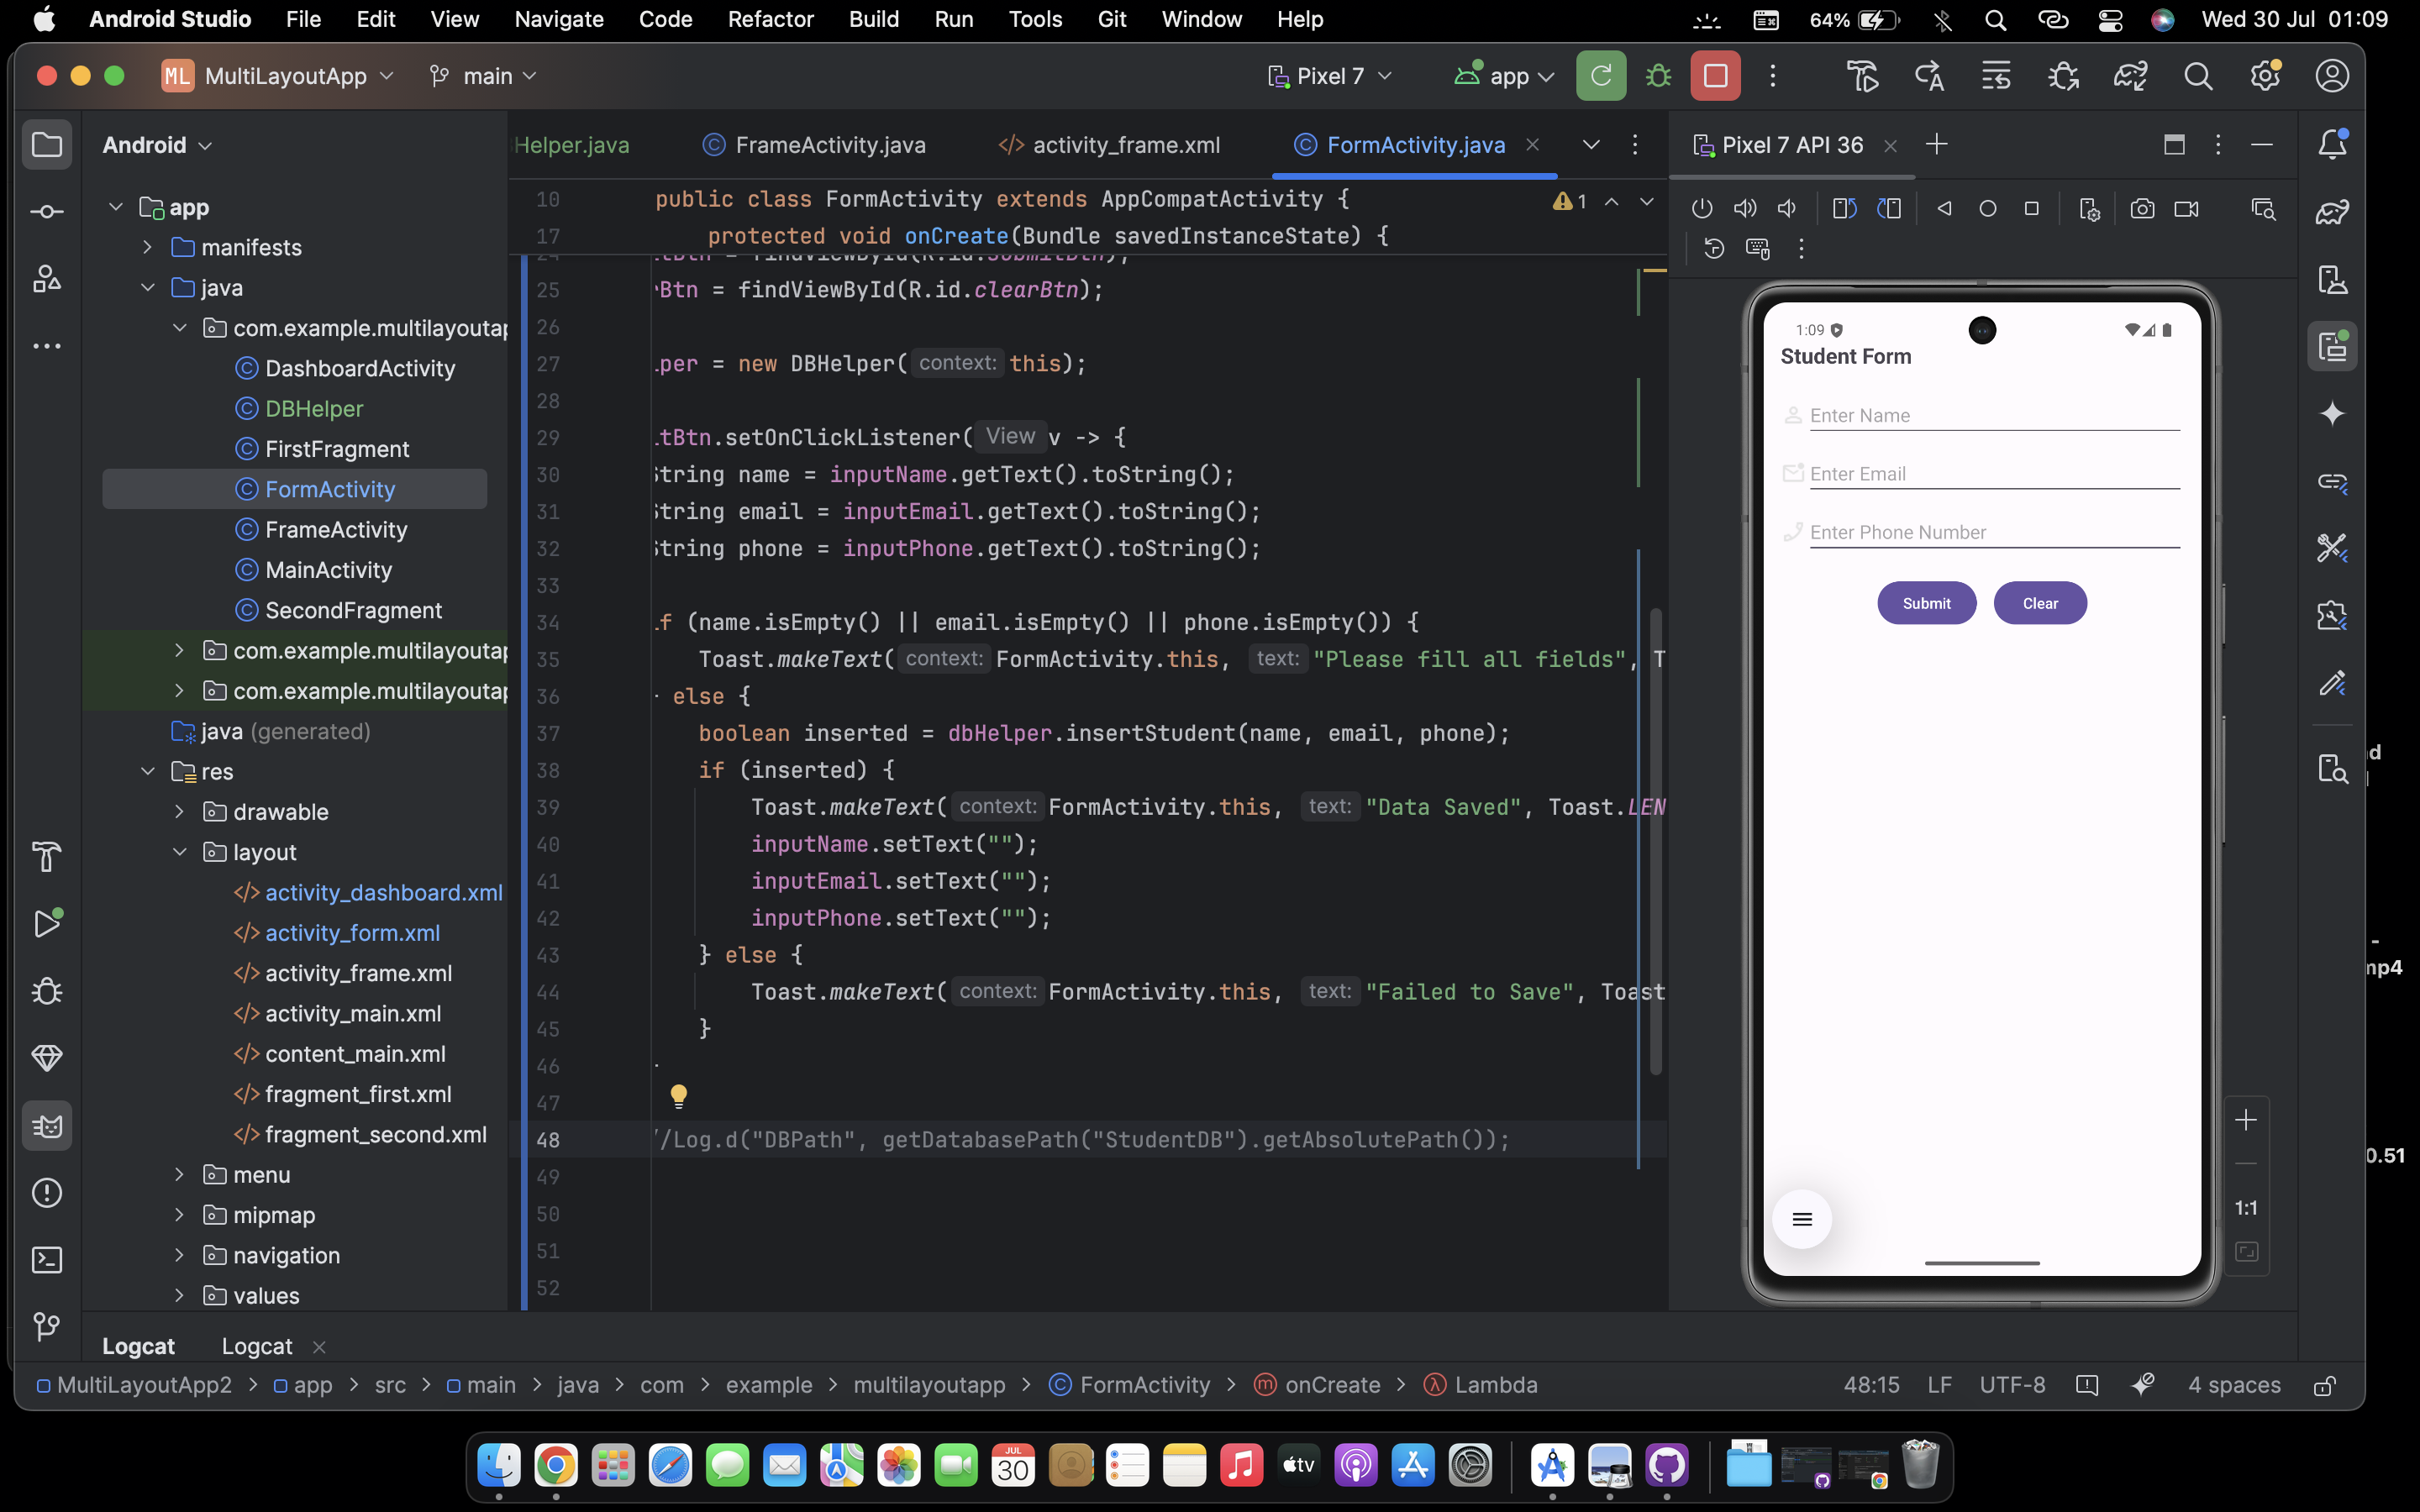 Android Studio File Edit View Navigate Code Refactor Build Run Tools Git Window Help 64% Wed 30 Jul 01:09
ML MultiLayoutApp main Pixel 7 app
Android
Helper.java FrameActivity.java activity_frame.xml FormActivity.java
Pixel 7 API 36
app
manifests
java
com.example.multilayoutap
DashboardActivity
DBHelper
FirstFragment
FormActivity
FrameActivity
MainActivity
SecondFragment
com.example.multilayoutap
com.example.multilayoutap
java (generated)
res
drawable
layout
activity_dashboard.xml
activity_form.xml
activity_frame.xml
activity_main.xml
content_main.xml
fragment_first.xml
fragment_second.xml
menu
mipmap
navigation
values
10 public class FormActivity extends AppCompatActivity { 1
17 protected void onCreate(Bundle savedInstanceState) {
25 rBtn = findViewById(R.id.clearBtn);
26
27 lper = new DBHelper( context: this);
28
29 itBtn.setOnClickListener( View v -> {
30 String name = inputName.getText().toString();
31 String email = inputEmail.getText().toString();
32 String phone = inputPhone.getText().toString();
33
34 if (name.isEmpty() || email.isEmpty() || phone.isEmpty()) {
35 Toast.makeText( context: FormActivity.this, text: "Please fill all fields", T
36 else {
37 boolean inserted = dbHelper.insertStudent(name, email, phone);
38 if (inserted) {
39 Toast.makeText( context: FormActivity.this, text: "Data Saved", Toast.LEN
40 inputName.setText("");
41 inputEmail.setText("");
42 inputPhone.setText("");
43 } else {
44 Toast.makeText( context: FormActivity.this, text: "Failed to Save", Toast
45 }
46
47
48 //Log.d("DBPath", getDatabasePath("StudentDB").getAbsolutePath());
49
50
51
52
1:09
Student Form
Enter Name
Enter Email
Enter Phone Number
Submit Clear
1:1
mp4
0.51
Logcat Logcat
MultiLayoutApp2 > app > src > main > java > com > example > multilayoutapp > FormActivity > onCreate > Lambda 48:15 LF UTF-8 4 spaces
JUL
30
tv